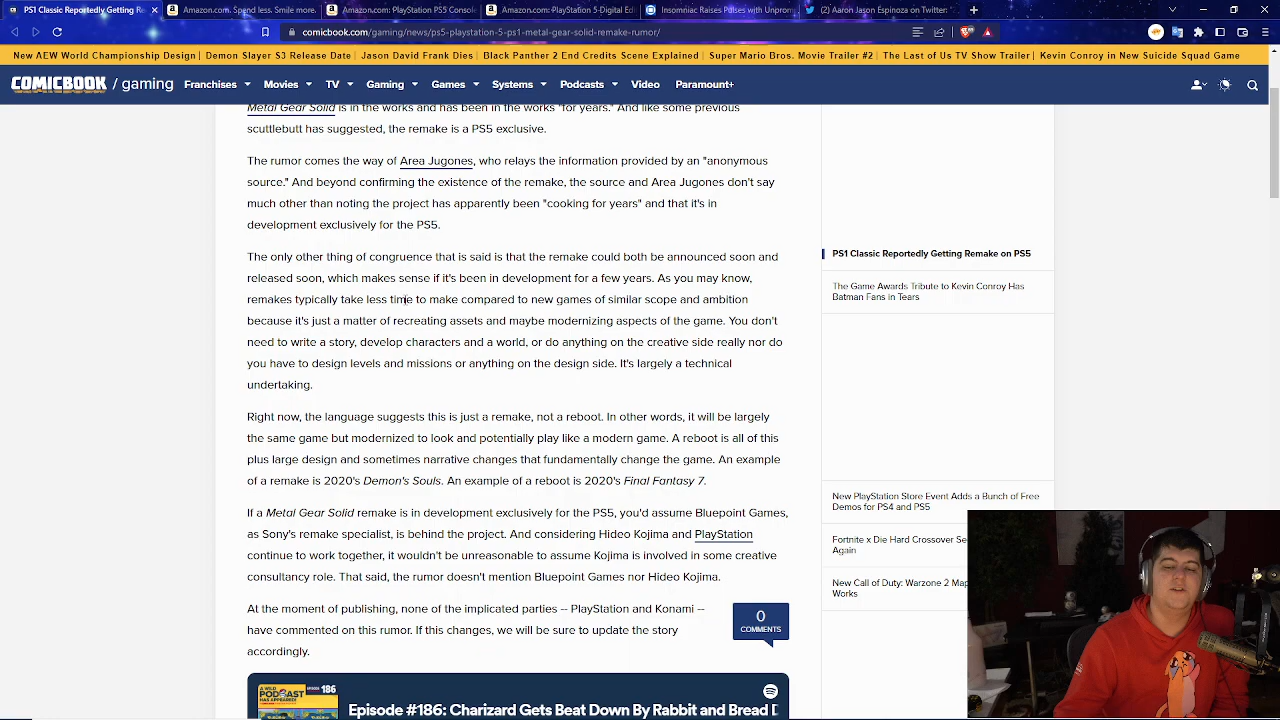 PS1 Classic Reportedly Getting Re
Amazon.com. Spend less. Smile more.
Amazon.com: PlayStation PS5 Consol
Amazon.com: PlayStation 5-Digital Edi
Insomniac Raises Pulses with Unprom
(2) Aaron Jason Espinoza on Twitter:
comicbook.com/gaming/news/ps5-playstation-5-ps1-metal-gear-solid-remake-rumor/
New AEW World Championship Design | Demon Slayer S3 Release Date | Jason David Frank Dies | Black Panther 2 End Credits Scene Explained | Super Mario Bros. Movie Trailer #2 | The Last of Us TV Show Trailer | Kevin Conroy in New Suicide Squad Game
COMICBOOK / gaming Franchises Movies TV Gaming Games Systems Podcasts Video Paramount+
Metal Gear Solid is in the works and has been in the works "for years." And like some previous
scuttlebutt has suggested, the remake is a PS5 exclusive.
The rumor comes the way of Area Jugones, who relays the information provided by an "anonymous
source." And beyond confirming the existence of the remake, the source and Area Jugones don't say
much other than noting the project has apparently been "cooking for years" and that it's in
development exclusively for the PS5.
The only other thing of congruence that is said is that the remake could both be announced soon and
released soon, which makes sense if it's been in development for a few years. As you may know,
remakes typically take less time to make compared to new games of similar scope and ambition
because it's just a matter of recreating assets and maybe modernizing aspects of the game. You don't
need to write a story, develop characters and a world, or do anything on the creative side really nor do
you have to design levels and missions or anything on the design side. It's largely a technical
undertaking.
Right now, the language suggests this is just a remake, not a reboot. In other words, it will be largely
the same game but modernized to look and potentially play like a modern game. A reboot is all of this
plus large design and sometimes narrative changes that fundamentally change the game. An example
of a remake is 2020's Demon's Souls. An example of a reboot is 2020's Final Fantasy 7.
If a Metal Gear Solid remake is in development exclusively for the PS5, you'd assume Bluepoint Games,
as Sony's remake specialist, is behind the project. And considering Hideo Kojima and PlayStation
continue to work together, it wouldn't be unreasonable to assume Kojima is involved in some creative
consultancy role. That said, the rumor doesn't mention Bluepoint Games nor Hideo Kojima.
At the moment of publishing, none of the implicated parties -- PlayStation and Konami --
have commented on this rumor. If this changes, we will be sure to update the story
accordingly.
0
COMMENTS
A WILD
PODCAST
HAS APPEARED!
EPISODE 186
Episode #186: Charizard Gets Beat Down By Rabbit and Bread D
PS1 Classic Reportedly Getting Remake on PS5
The Game Awards Tribute to Kevin Conroy Has
Batman Fans in Tears
New PlayStation Store Event Adds a Bunch of Free
Demos for PS4 and PS5
Fortnite x Die Hard Crossover Se
Again
New Call of Duty: Warzone 2 Map
Works